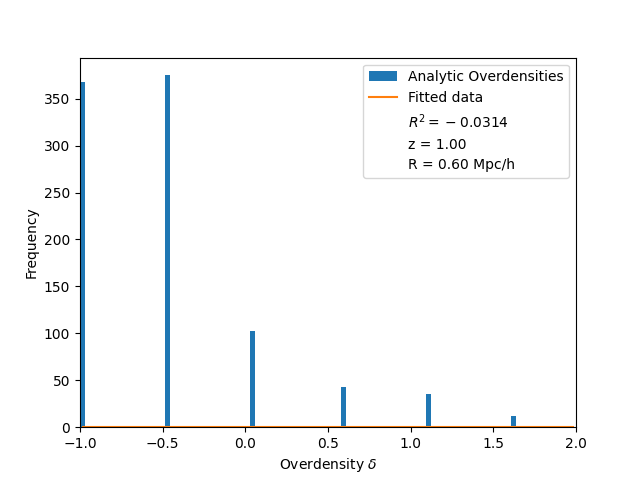 Analytic Overdensities
Fitted data
R² = − 0.0314
z = 1.00
R = 0.60 Mpc/h
Frequency
350
300
250
200
150
100
50
0
−1.0 −0.5 0.0 0.5 1.0 1.5 2.0
Overdensity δ